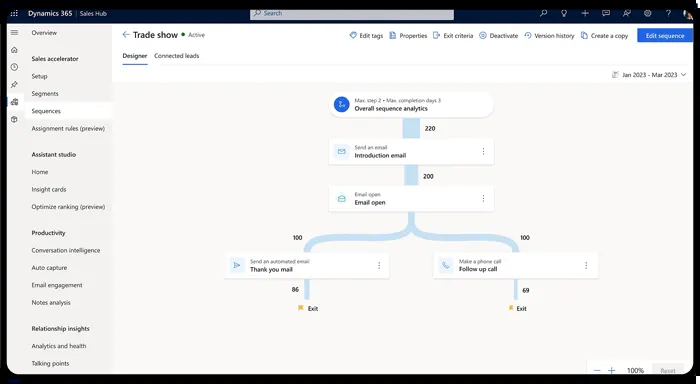 Dynamics 365
Sales Hub
Search
Overview
Sales accelerator
Setup
Segments
Sequences
Assignment rules (preview)
Assistant studio
Home
Insight cards
Optimize ranking (preview)
Productivity
Conversation intelligence
Auto capture
Email engagement
Notes analysis
Relationship insights
Analytics and health
Talking points
Trade show
Active
Edit tags
Properties
Exit criteria
Deactivate
Version history
Create a copy
Edit sequence
Designer
Connected leads
Jan 2023 - Mar 2023
Max. step 2 • Max. completion days 3
Overall sequence analytics
220
Send an email
Introduction email
200
Email open
Email open
100
100
Send an automated email
Thank you mail
Make a phone call
Follow up call
86
69
Exit
Exit
100%
Reset